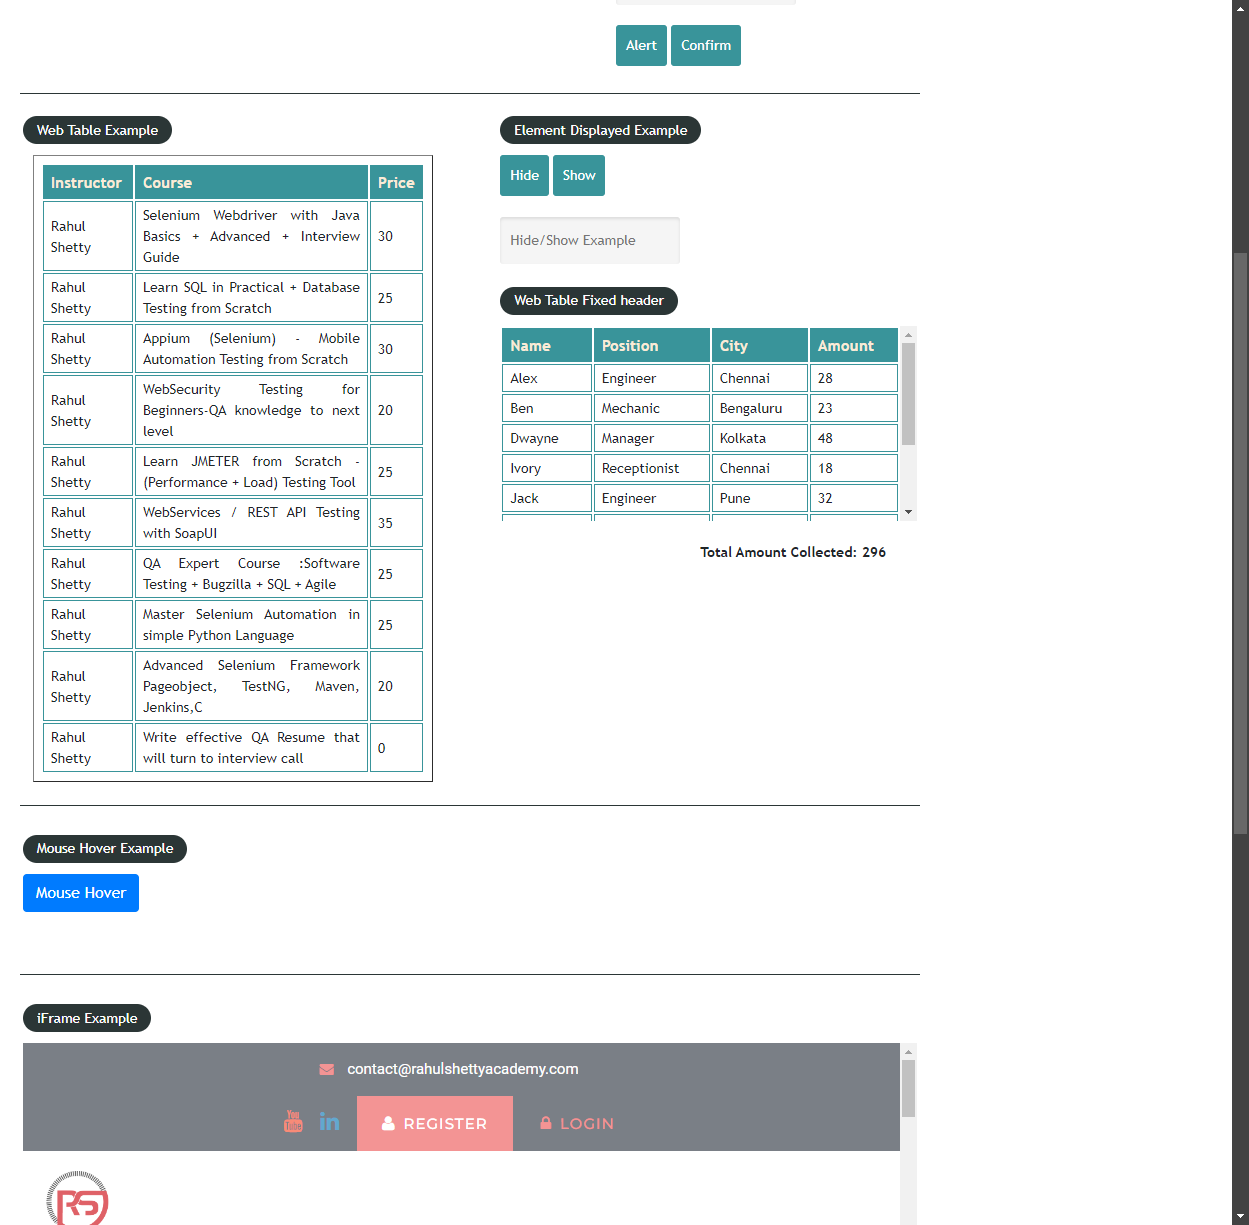 Alert Confirm
Web Table Example
Instructor Course Price
Rahul Shetty Selenium Webdriver with Java Basics + Advanced + Interview Guide 30
Rahul Shetty Learn SQL in Practical + Database Testing from Scratch 25
Rahul Shetty Appium (Selenium) - Mobile Automation Testing from Scratch 30
Rahul Shetty WebSecurity Testing for Beginners-QA knowledge to next level 20
Rahul Shetty Learn JMETER from Scratch - (Performance + Load) Testing Tool 25
Rahul Shetty WebServices / REST API Testing with SoapUI 35
Rahul Shetty QA Expert Course :Software Testing + Bugzilla + SQL + Agile 25
Rahul Shetty Master Selenium Automation in simple Python Language 25
Rahul Shetty Advanced Selenium Framework Pageobject, TestNG, Maven, Jenkins,C 20
Rahul Shetty Write effective QA Resume that will turn to interview call 0
Element Displayed Example
Hide Show
Hide/Show Example
Web Table Fixed header
Name Position City Amount
Alex Engineer Chennai 28
Ben Mechanic Bengaluru 23
Dwayne Manager Kolkata 48
Ivory Receptionist Chennai 18
Jack Engineer Pune 32
Total Amount Collected: 296
Mouse Hover Example
Mouse Hover
iFrame Example
contact@rahulshettyacademy.com
You Tube in REGISTER LOGIN
RS